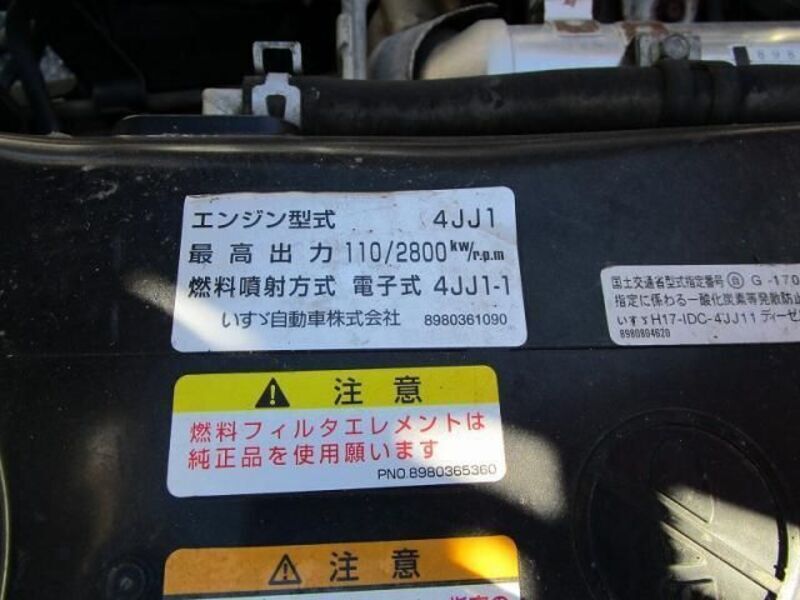 898
エンジン型式 4JJ1
最高出力 110/2800 kw/r.p.m
燃料噴射方式 電子式 4JJ1-1
いすゞ自動車株式会社 8980361090
国土交通省型式指定番号 自 G-170
指定に係わる一酸化炭素等発散防止
いすゞH17-IDC-4JJ11 ディーゼ
8980804620
注意
燃料フィルタエレメントは
純正品を使用願います
PNO.8980365360
注意